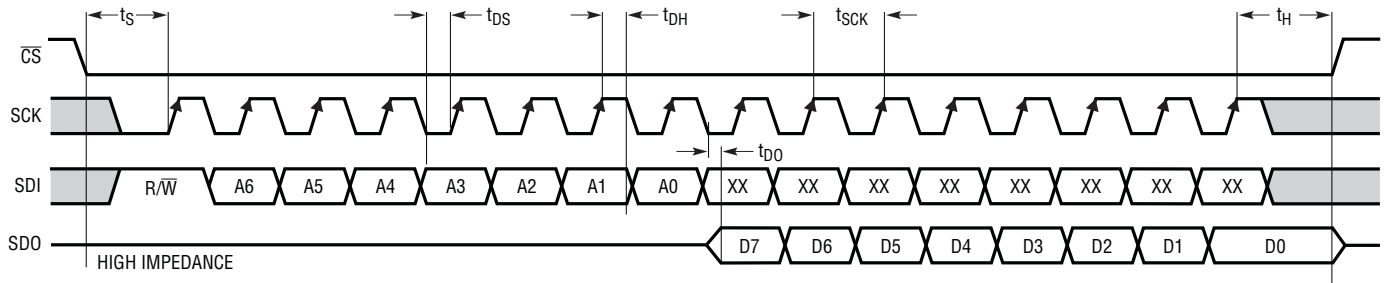 tS tDS tDH tSCK tH
C̅S̅
SCK
tDO
SDI R/W̅ A6 A5 A4 A3 A2 A1 A0 XX XX XX XX XX XX XX XX
SDO D7 D6 D5 D4 D3 D2 D1 D0
HIGH IMPEDANCE